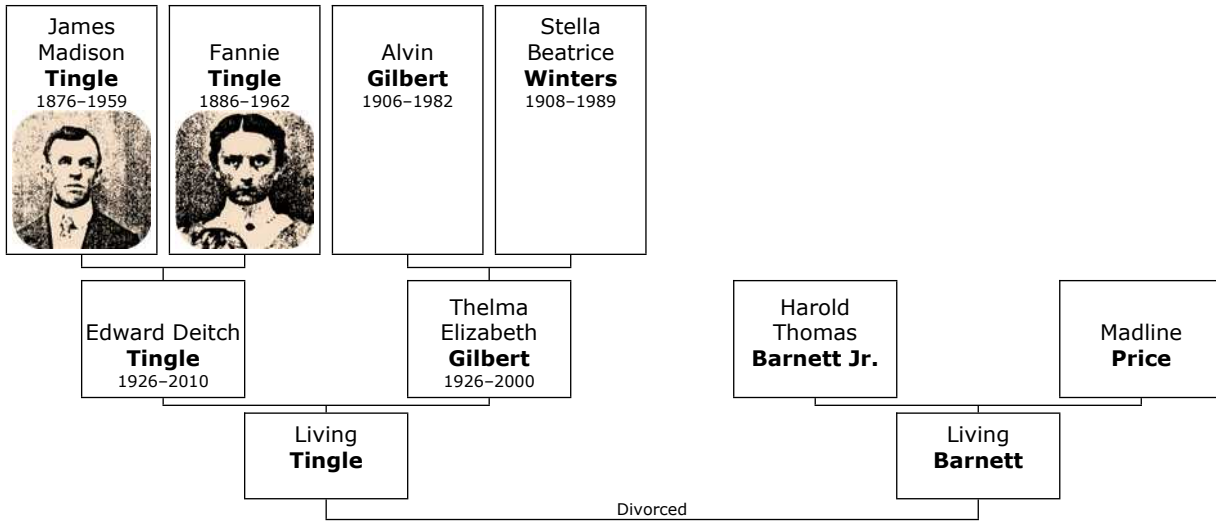 James
Madison
Tingle
1876–1959
Fannie
Tingle
1886–1962
Alvin
Gilbert
1906–1982
Stella
Beatrice
Winters
1908–1989
Edward Deitch
Tingle
1926–2010
Thelma
Elizabeth
Gilbert
1926–2000
Harold
Thomas
Barnett Jr.
Madline
Price
Living
Tingle
Living
Barnett
Divorced